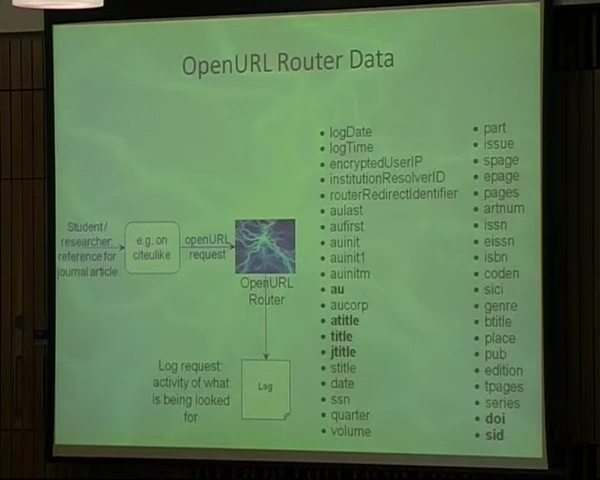 OpenURL Router Data
Student /
researcher:
reference for
journal article
e.g. on
citeulike
openURL
request
OpenURL
Router
Log request:
activity of what
is being looked
for
Log
• logDate
• logTime
• encryptedUserIP
• institutionResolverID
• routerRedirectIdentifier
• aulast
• aufirst
• auinit
• auinit1
• auinitm
• au
• aucorp
• atitle
• title
• jtitle
• stitle
• date
• ssn
• quarter
• volume
• part
• issue
• spage
• epage
• pages
• artnum
• issn
• eissn
• isbn
• coden
• sici
• genre
• btitle
• place
• pub
• edition
• tpages
• series
• doi
• sid